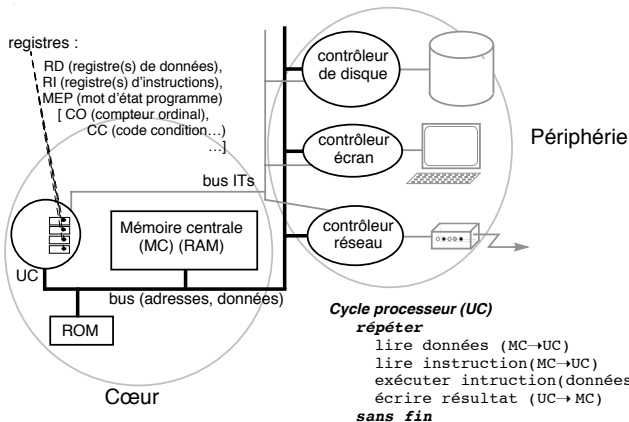 registres :
RD (registre(s) de données),
RI (registre(s) d'instructions),
MEP (mot d'état programme)
[ CO (compteur ordinal),
CC (code condition…)
…]
contrôleur
de disque
contrôleur
écran
Périphérie
bus ITs
Mémoire centrale
(MC) (RAM)
contrôleur
réseau
UC
bus (adresses, données)
ROM
Cœur
Cycle processeur (UC)
répéter
lire données (MC→UC)
lire instruction(MC→UC)
exécuter intruction(données
écrire résultat (UC→ MC)
sans fin